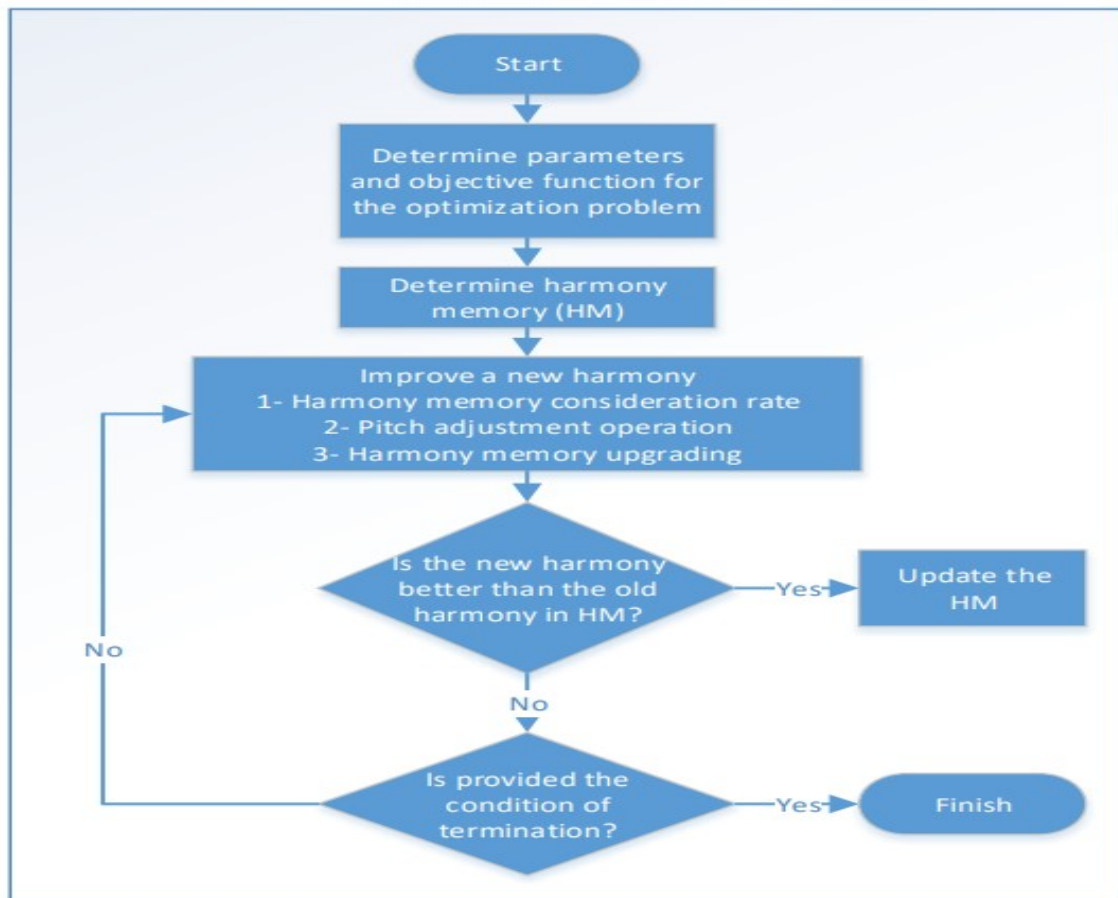 Start
Determine parameters
and objective function for
the optimization problem
Determine harmony
memory (HM)
Improve a new harmony
1- Harmony memory consideration rate
2- Pitch adjustment operation
3- Harmony memory upgrading
Is the new harmony
better than the old
harmony in HM?
Yes
Update the
HM
No
No
Is provided the
condition of
termination?
Yes
Finish